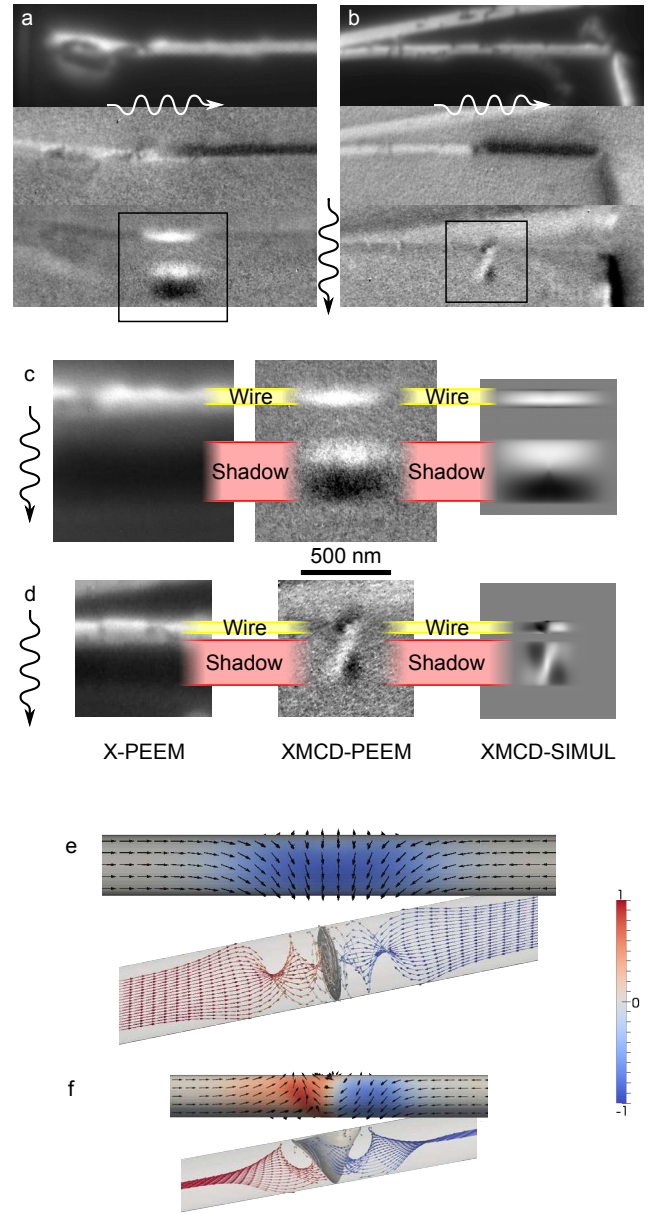 a
b
c
Wire
Wire
Shadow
Shadow
500 nm
d
Wire
Wire
Shadow
Shadow
X-PEEM
XMCD-PEEM
XMCD-SIMUL
e
1
0
-1
f